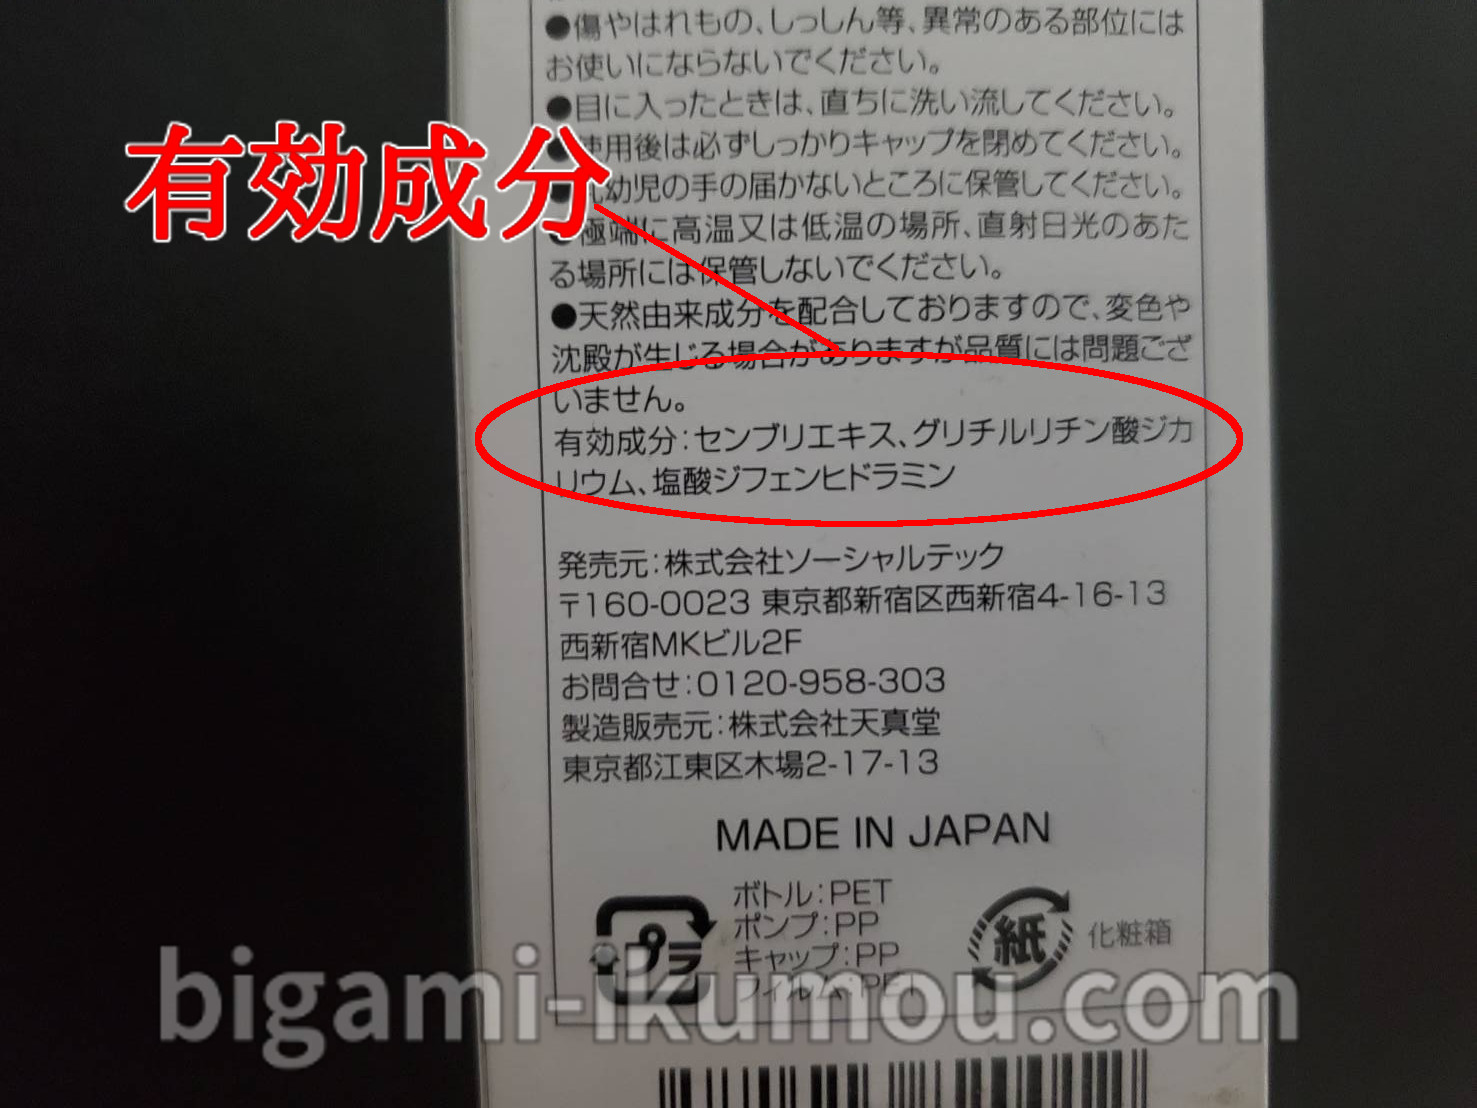 ●傷やはれもの、しっしん等、異常のある部位には
お使いにならないでください。
●目に入ったときは、直ちに洗い流してください。
使用後は必ずしっかりキャップを閉めてください。
乳幼児の手の届かないところに保管してください。
●極端に高温又は低温の場所、直射日光のあた
る場所には保管しないでください。
●天然由来成分を配合しておりますので、変色や
沈殿が生じる場合がありますが品質には問題ござ
いません。
有効成分
有効成分:センブリエキス、グリチルリチン酸ジカ
リウム、塩酸ジフェンヒドラミン
発売元:株式会社ソーシャルテック
〒160-0023 東京都新宿区西新宿4-16-13
西新宿MKビル2F
お問合せ:0120-958-303
製造販売元:株式会社天真堂
東京都江東区木場2-17-13
MADE IN JAPAN
プラ
ボトル:PET
ポンプ:PP
キャップ:PP
フィルム:PET
紙
化粧箱
bigami-ikumou.com